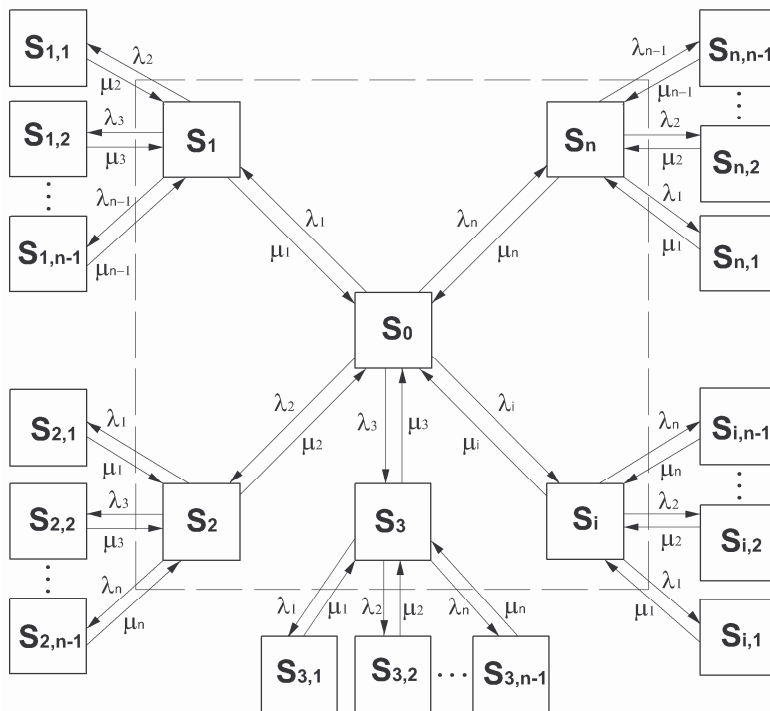 S1,1
λ2
μ2
S1,2
λ3
μ3
S1
λn−1
μn−1
S1,n-1
λ1
μ1
λn−1
Sn,n-1
μn−1
Sn
λ2
μ2
Sn,2
λ1
μ1
Sn,1
λn
μn
S0
λ2
μ2
λ3
μ3
λi
μi
S2,1
λ1
μ1
S2,2
λ3
μ3
S2
λn
μn
S2,n-1
S3
λ1
μ1
λ2
μ2
λn
μn
S3,1
S3,2
S3,n-1
λn
Si,n-1
μn
Si
λ2
μ2
Si,2
λ1
μ1
Si,1